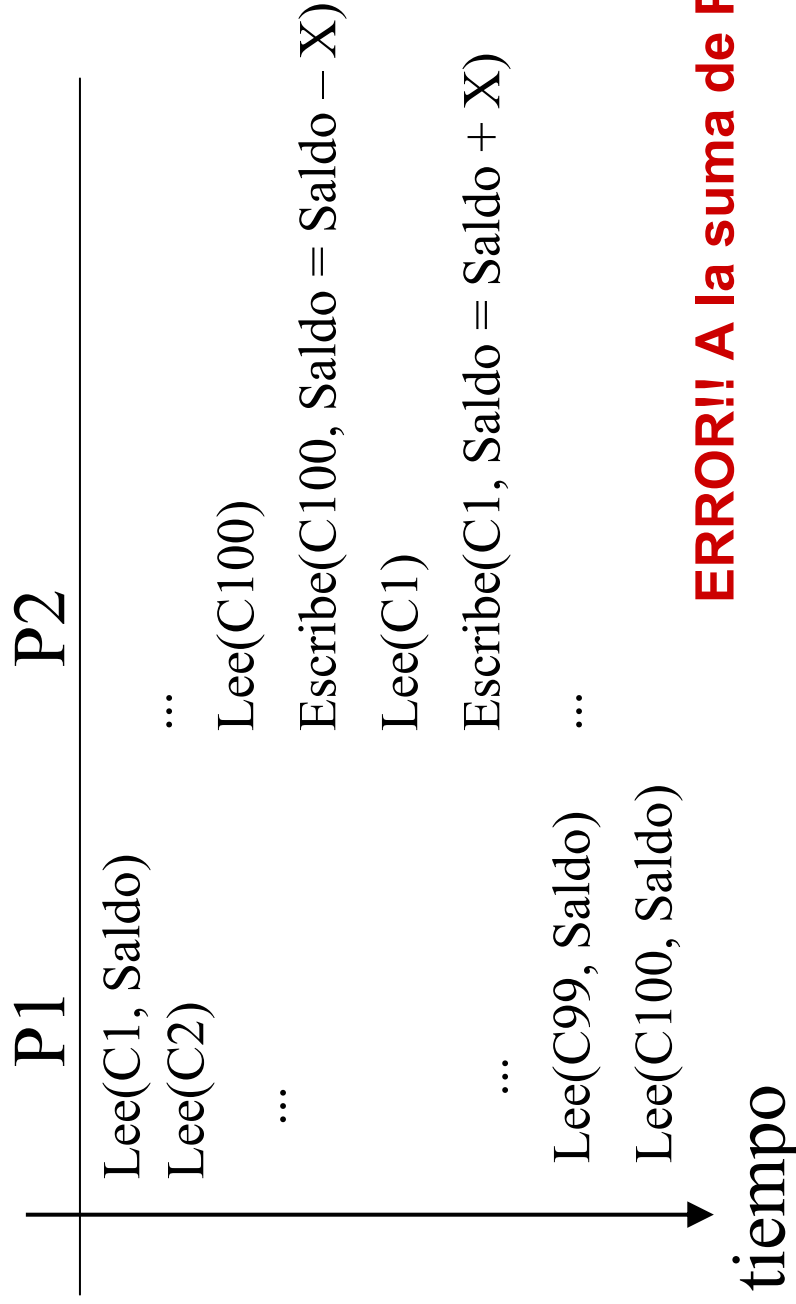 P1
Lee(C1, Saldo)
Lee(C2)
...
...
Lee(C99, Saldo)
Lee(C100, Saldo)
P2
...
Lee(C100)
Escribe(C100, Saldo = Saldo – X)
Lee(C1)
Escribe(C1, Saldo = Saldo + X)
...
ERROR!! A la suma de
tiempo